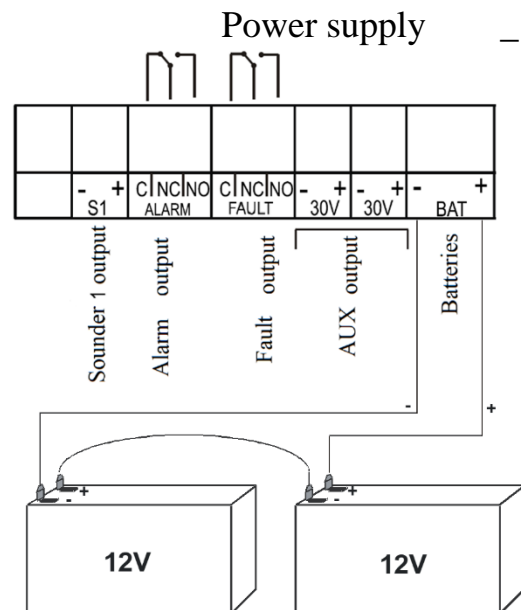 Power supply _
- + C NC NO C NC NO - + - + - +
S1 ALARM FAULT 30V 30V BAT
Sounder 1 output
Alarm output
Fault output
AUX output
Batteries
- +
+ +
- -
12V 12V